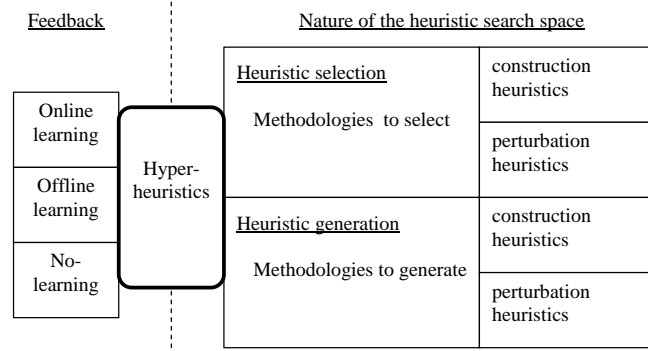 Feedback
Nature of the heuristic search space
Online
learning
Offline
learning
No-
learning
Hyper-
heuristics
Heuristic selection
Methodologies to select
construction
heuristics
perturbation
heuristics
Heuristic generation
Methodologies to generate
construction
heuristics
perturbation
heuristics